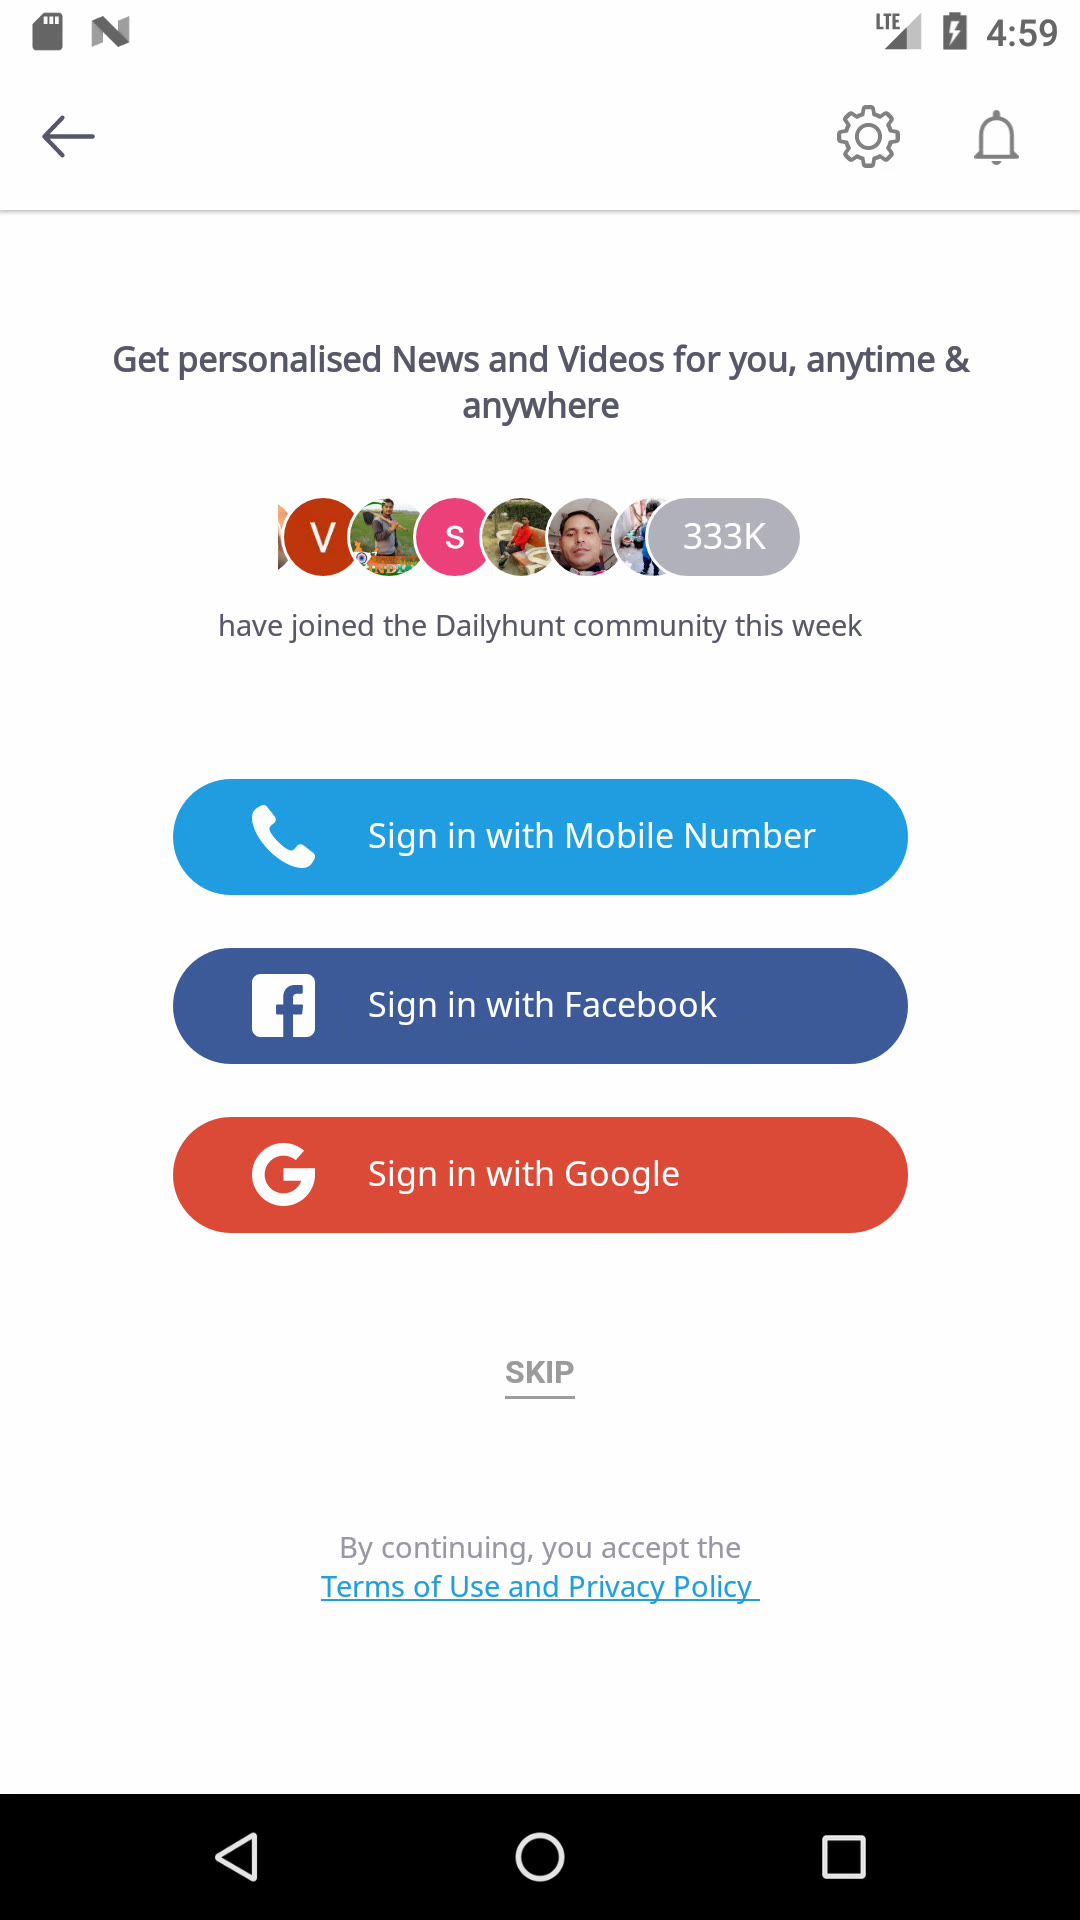 LTE 4:59
Get personalised News and Videos for you, anytime &
anywhere
V S 333K
have joined the Dailyhunt community this week
Sign in with Mobile Number
Sign in with Facebook
Sign in with Google
SKIP
By continuing, you accept the
Terms of Use and Privacy Policy